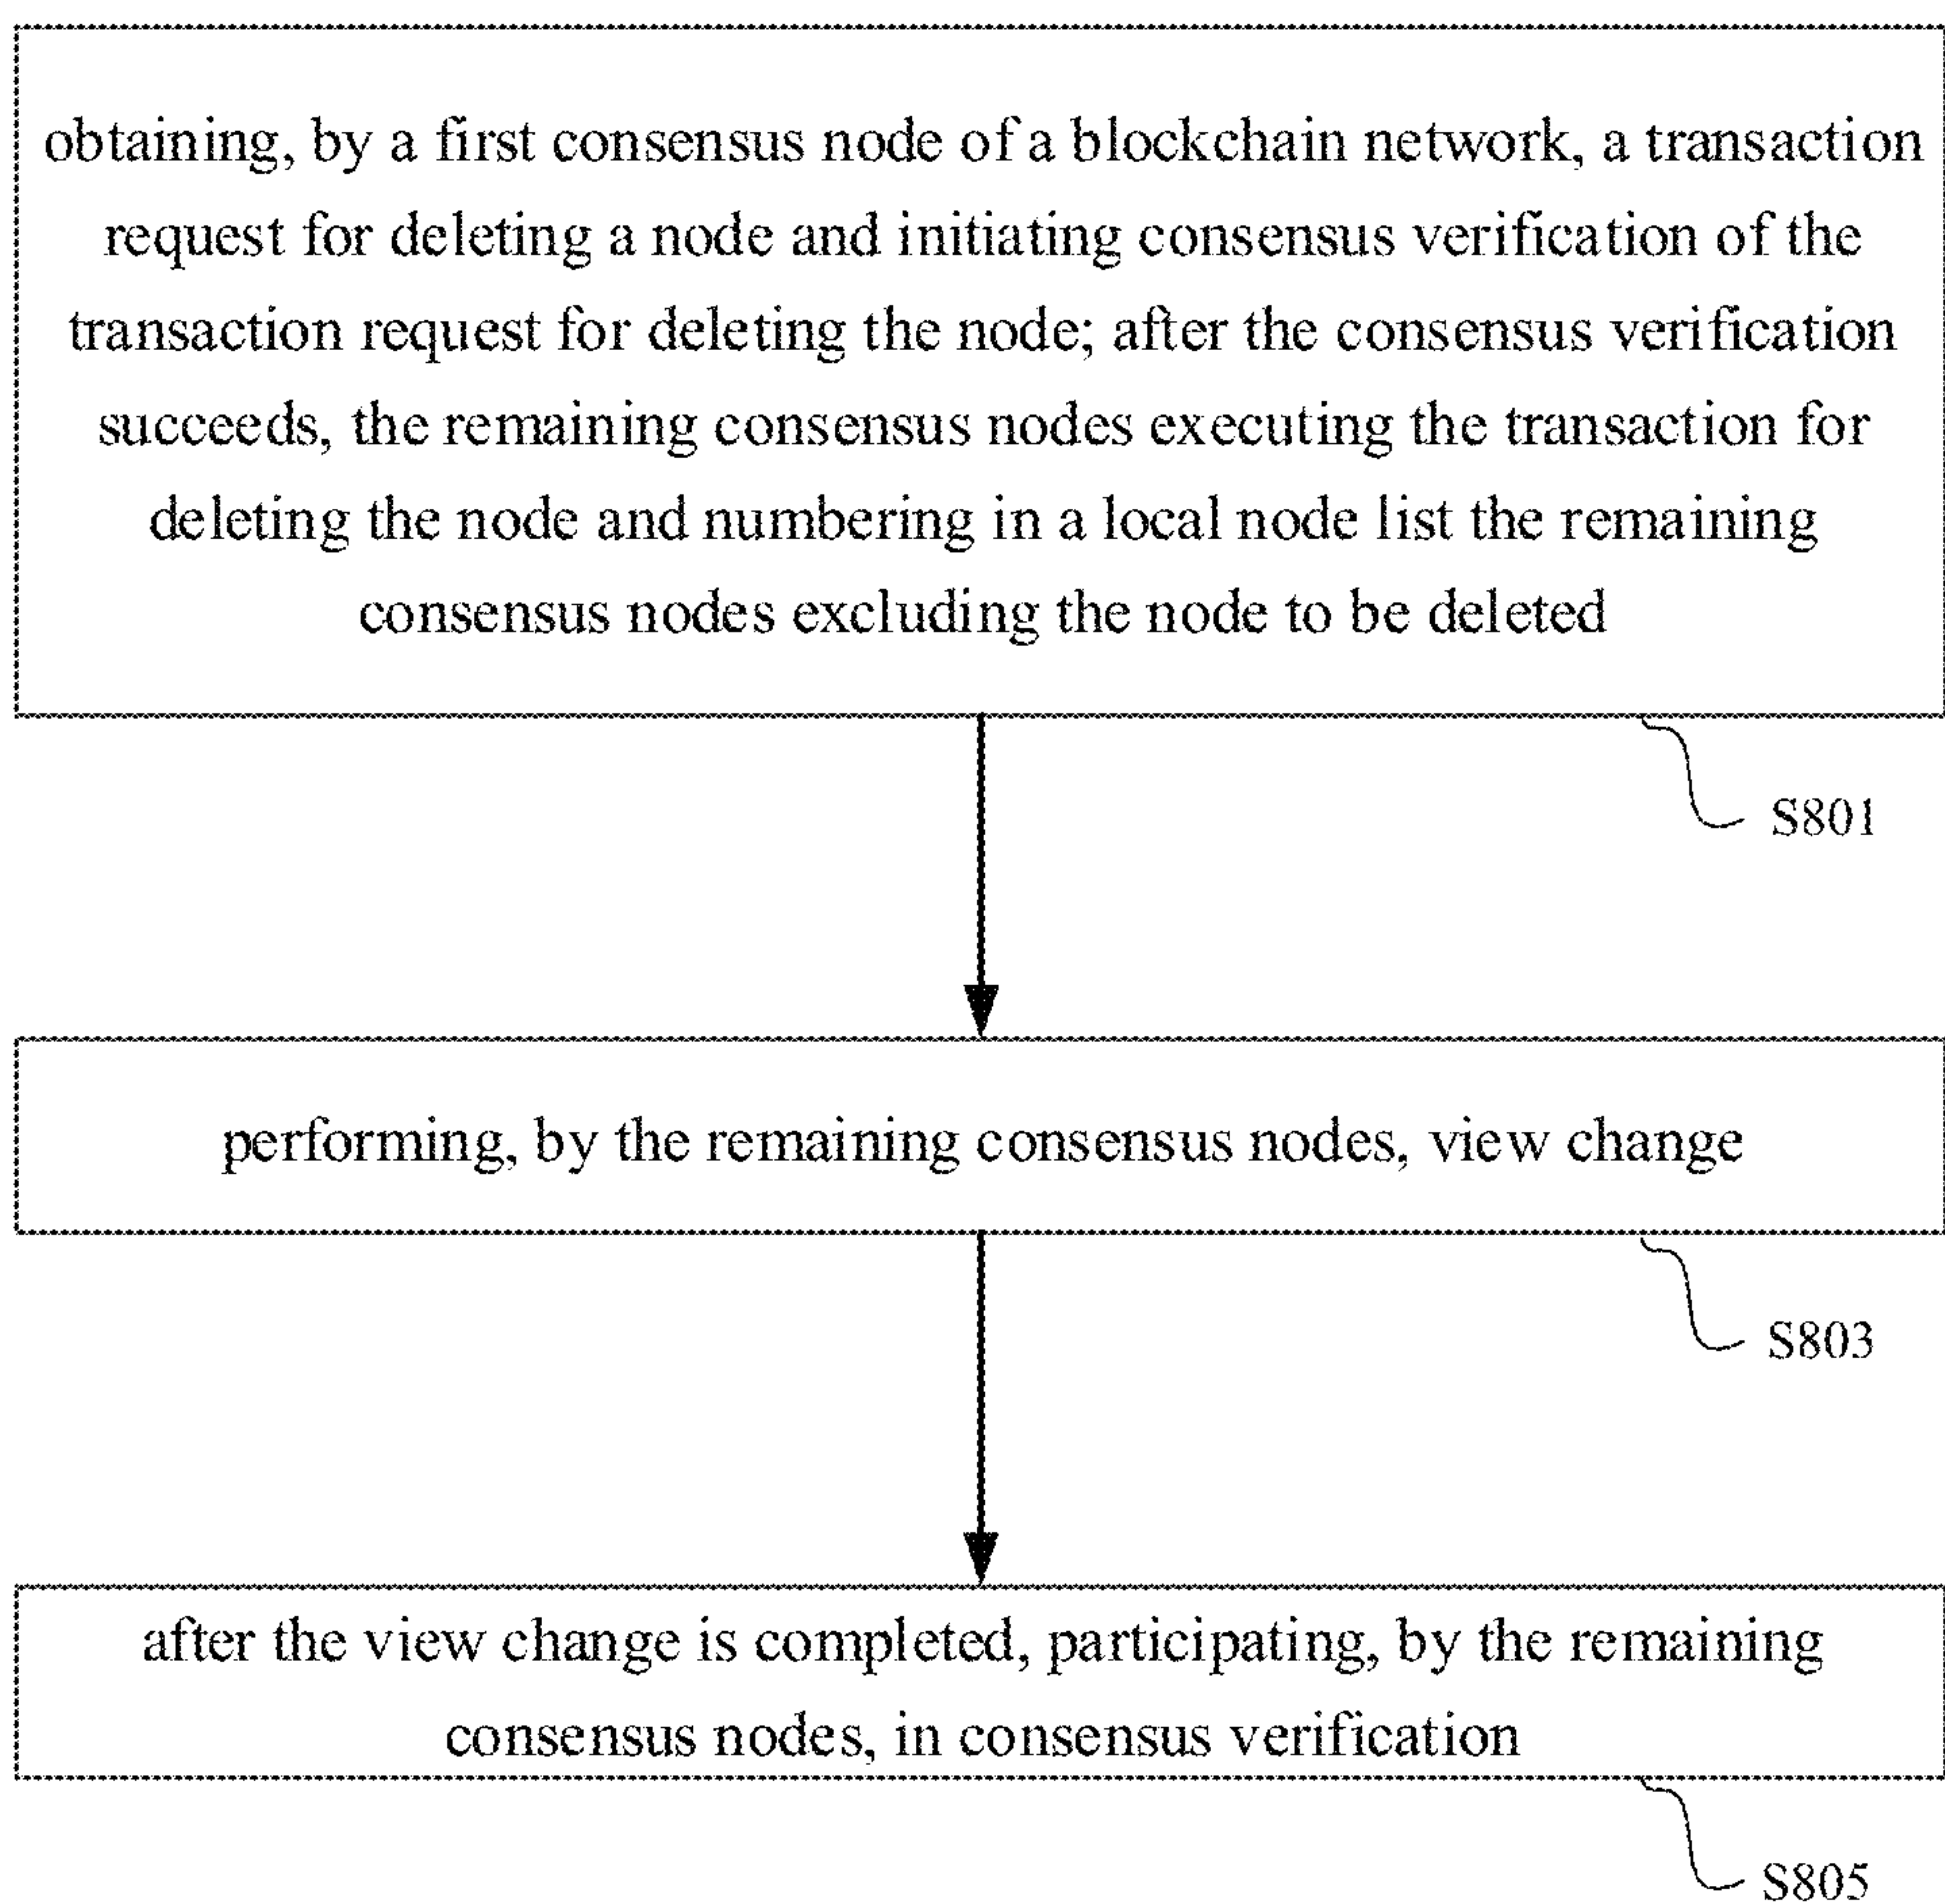 obtaining, by a first consensus node of a blockchain network, a transaction
request for deleting a node and initiating consensus verification of the
transaction request for deleting the node; after the consensus verification
succeeds, the remaining consensus nodes executing the transaction for
deleting the node and numbering in a local node list the remaining
consensus nodes excluding the node to be deleted
S801
performing, by the remaining consensus nodes, view change
S803
after the view change is completed, participating, by the remaining
consensus nodes, in consensus verification
S805